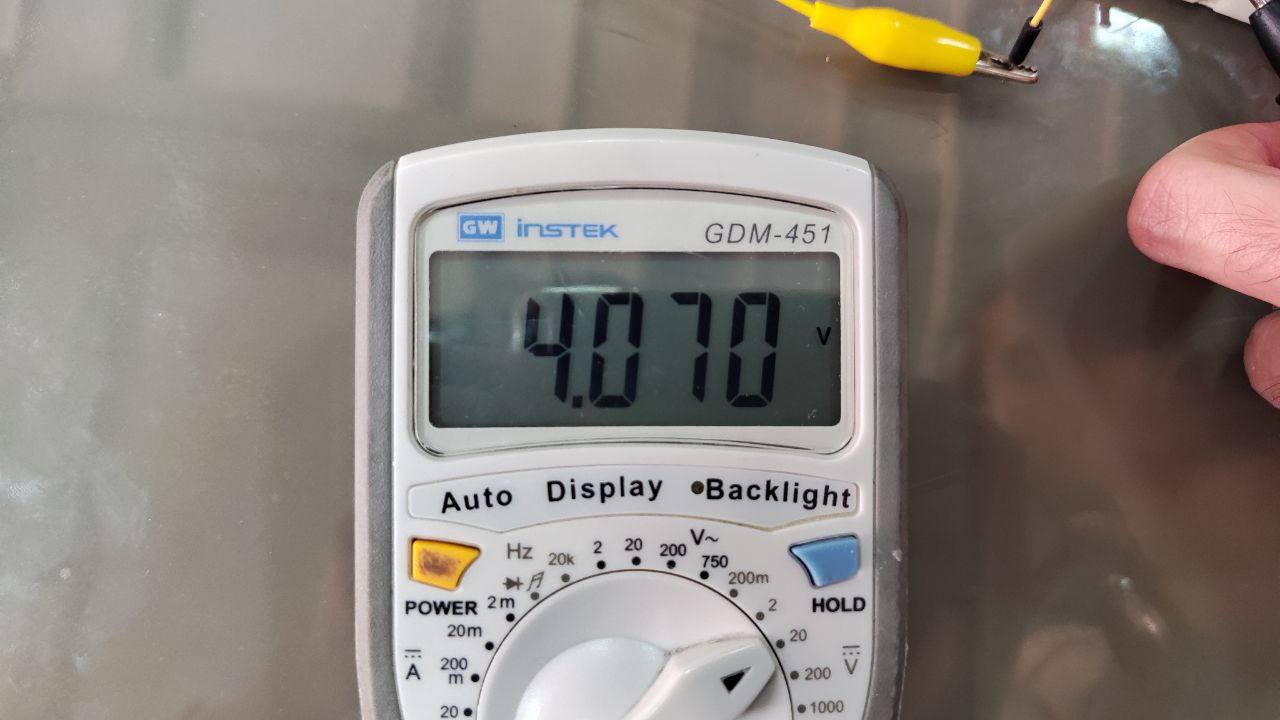 GW INSTEK GDM-451
4.070 V
Auto Display Backlight
Hz 20k 2 20 200 V~ 750 200m 2 20 200 1000 V
POWER
HOLD
2m
20m
200m
20
A